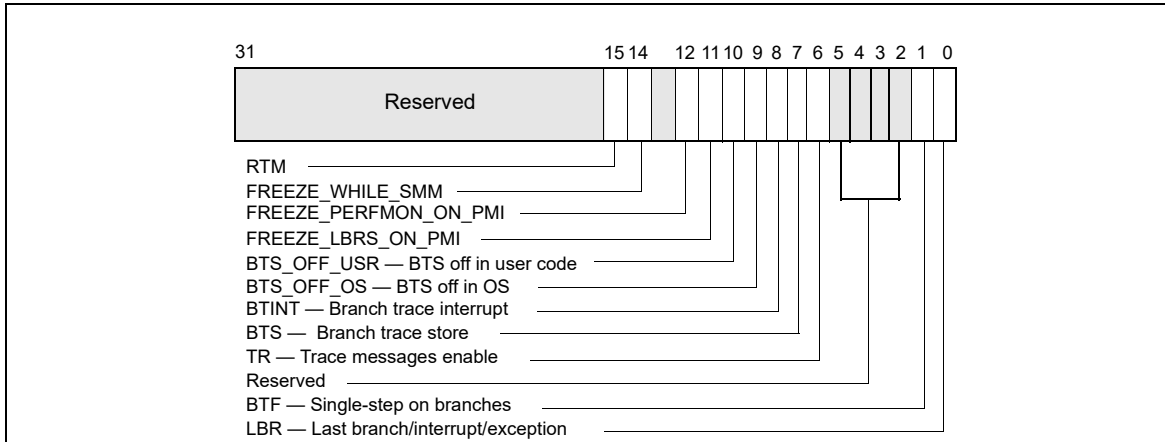 31 15 14 12 11 10 9 8 7 6 5 4 3 2 1 0
Reserved
RTM
FREEZE_WHILE_SMM
FREEZE_PERFMON_ON_PMI
FREEZE_LBRS_ON_PMI
BTS_OFF_USR — BTS off in user code
BTS_OFF_OS — BTS off in OS
BTINT — Branch trace interrupt
BTS — Branch trace store
TR — Trace messages enable
Reserved
BTF — Single-step on branches
LBR — Last branch/interrupt/exception